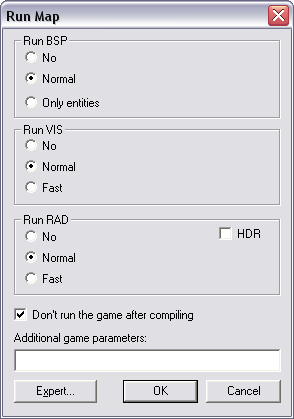 Run Map
Run BSP
No
Normal
Only entities
Run VIS
No
Normal
Fast
Run RAD
No
HDR
Normal
Fast
Don't run the game after compiling
Additional game parameters:
Expert...
OK
Cancel